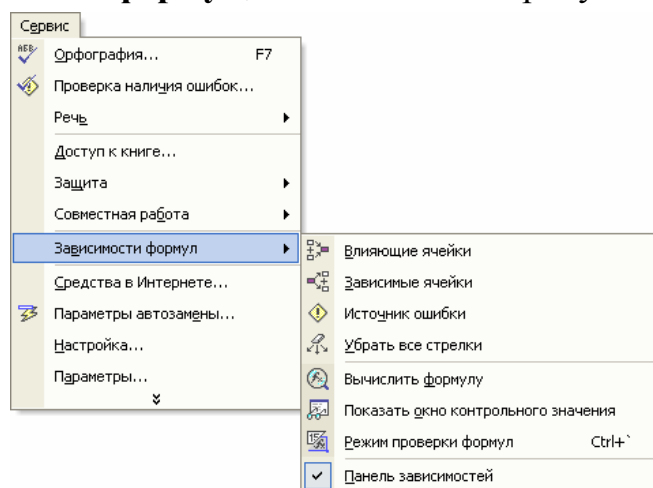 Сервис
Орфография... F7
Проверка наличия ошибок...
Речь
Доступ к книге...
Защита
Совместная работа
Зависимости формул
Средства в Интернете...
Параметры автозамены...
Настройка...
Параметры...
Влияющие ячейки
Зависимые ячейки
Источник ошибки
Убрать все стрелки
Вычислить формулу
Показать окно контрольного значения
Режим проверки формул Ctrl+`
Панель зависимостей